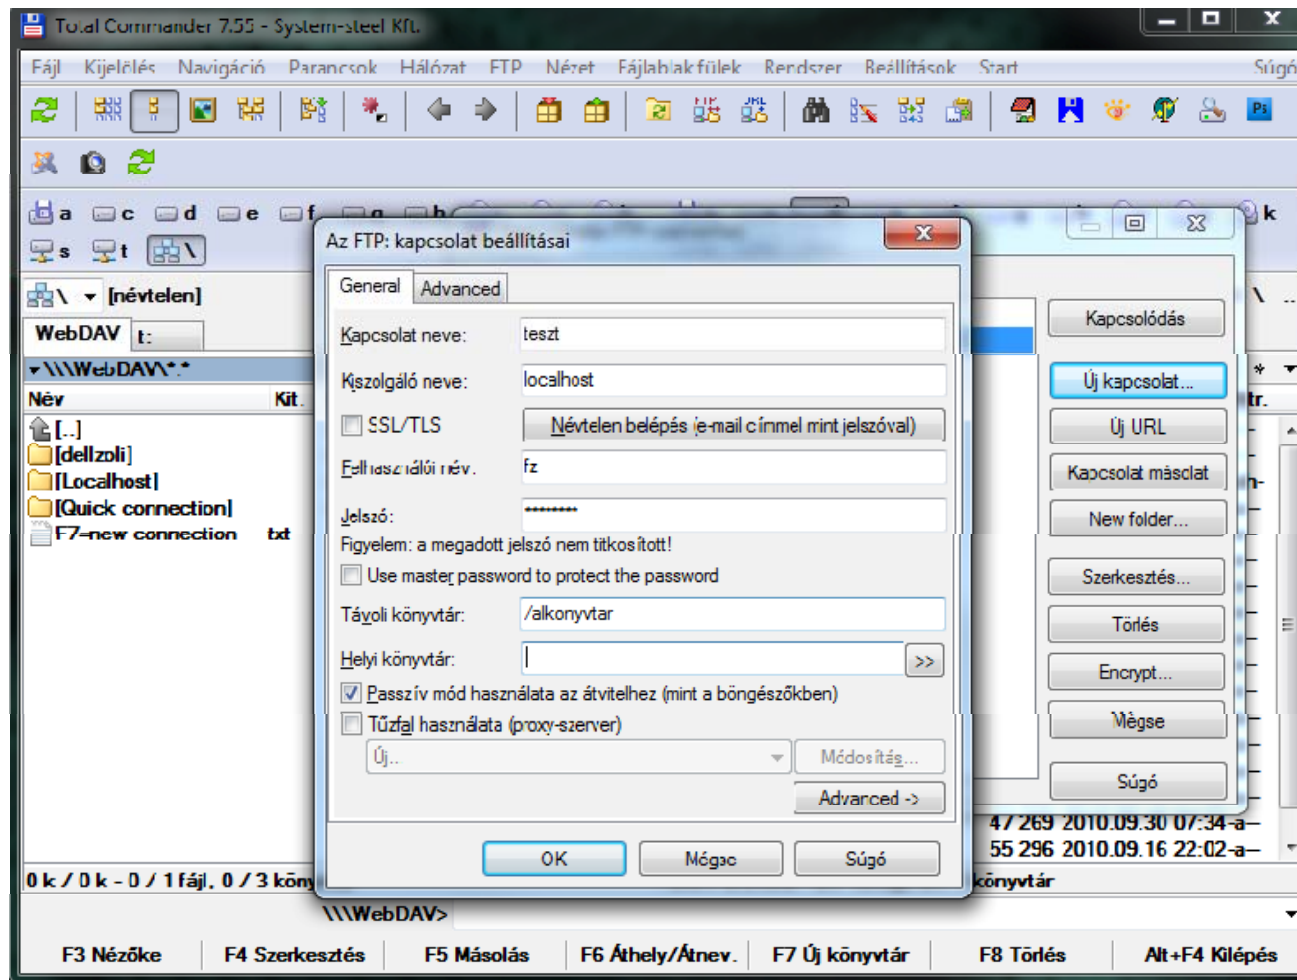 Total Commander 7.55 - System-steel Kft.
Fájl Kijelölés Navigáció Parancsok Hálózat FTP Nézet Fájlablak fülek Rendszer Beállítások Start Súgó
a c d e f g h k
s t \
\ [névtelen]
WebDAV t:
\\\WebDAV\*.*
Név Kit.
[..]
[dellzoli]
[Localhost]
[Quick connection]
F7=new connection txt
0 k / 0 k - 0 / 1 fájl, 0 / 3 köny
Az FTP: kapcsolat beállításai
General Advanced
Kapcsolat neve: teszt
Kiszolgáló neve: localhost
SSL/TLS Névtelen belépés (e-mail címmel mint jelszóval)
Felhasználói név: fz
Jelszó: ********
Figyelem: a megadott jelszó nem titkosított!
Use master password to protect the password
Távoli könyvtár: /alkonyvtar
Helyi könyvtár: >>
Passzív mód használata az átvitelhez (mint a böngészőkben)
Tűzfal használata (proxy-szerver)
Új... Módosítás...
Advanced ->
OK Mégse Súgó
Kapcsolódás
Új kapcsolat...
Új URL
Kapcsolat másolat
New folder...
Szerkesztés...
Törlés
Encrypt...
Mégse
Súgó
47 269 2010.09.30 07:34 -a--
55 296 2010.09.16 22:02 -a--
könyvtár
\\\WebDAV>
F3 Nézőke F4 Szerkesztés F5 Másolás F6 Áthely/Átnev. F7 Új könyvtár F8 Törlés Alt+F4 Kilépés